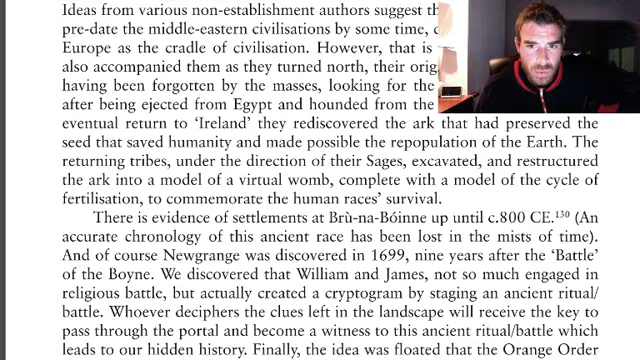 Ideas from various non-establishment authors suggest
pre-date the middle-eastern civilisations by some time,
Europe as the cradle of civilisation. However, that is
also accompanied them as they turned north, their
having been forgotten by the masses, looking for the
after being ejected from Egypt and hounded from the
eventual return to ‘Ireland’ they rediscovered the ark that had preserved the
seed that saved humanity and made possible the repopulation of the Earth. The
returning tribes, under the direction of their Sages, excavated, and restructured
the ark into a model of a virtual womb, complete with a model of the cycle of
fertilisation, to commemorate the human races’ survival.
There is evidence of settlements at Brù-na-Bóinne up until c.800 CE.¹³⁰ (An
accurate chronology of this ancient race has been lost in the mists of time).
And of course Newgrange was discovered in 1699, nine years after the ‘Battle’
of the Boyne. We discovered that William and James, not so much engaged in
religious battle, but actually created a cryptogram by staging an ancient ritual/
battle. Whoever deciphers the clues left in the landscape will receive the key to
pass through the portal and become a witness to this ancient ritual/battle which
leads to our hidden history. Finally, the idea was floated that the Orange Order